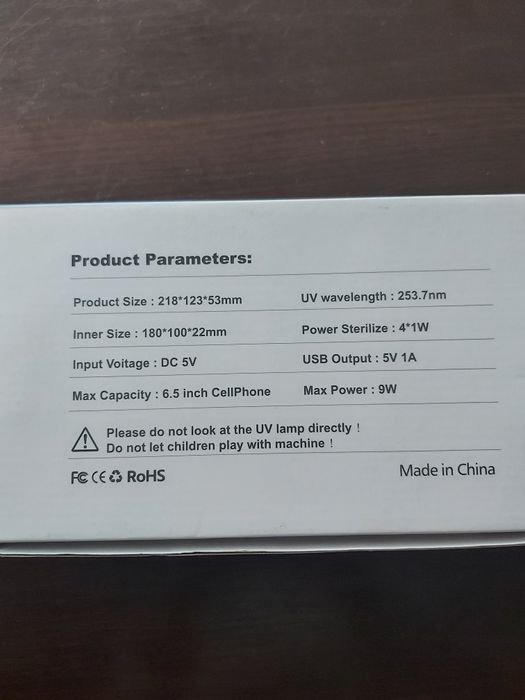 Product Parameters:
Product Size : 218*123*53mm
UV wavelength : 253.7nm
Inner Size : 180*100*22mm
Power Sterilize : 4*1W
Input Voitage : DC 5V
USB Output : 5V 1A
Max Capacity : 6.5 inch CellPhone
Max Power : 9W
Please do not look at the UV lamp directly !
Do not let children play with machine !
FC CE RoHS
Made in China